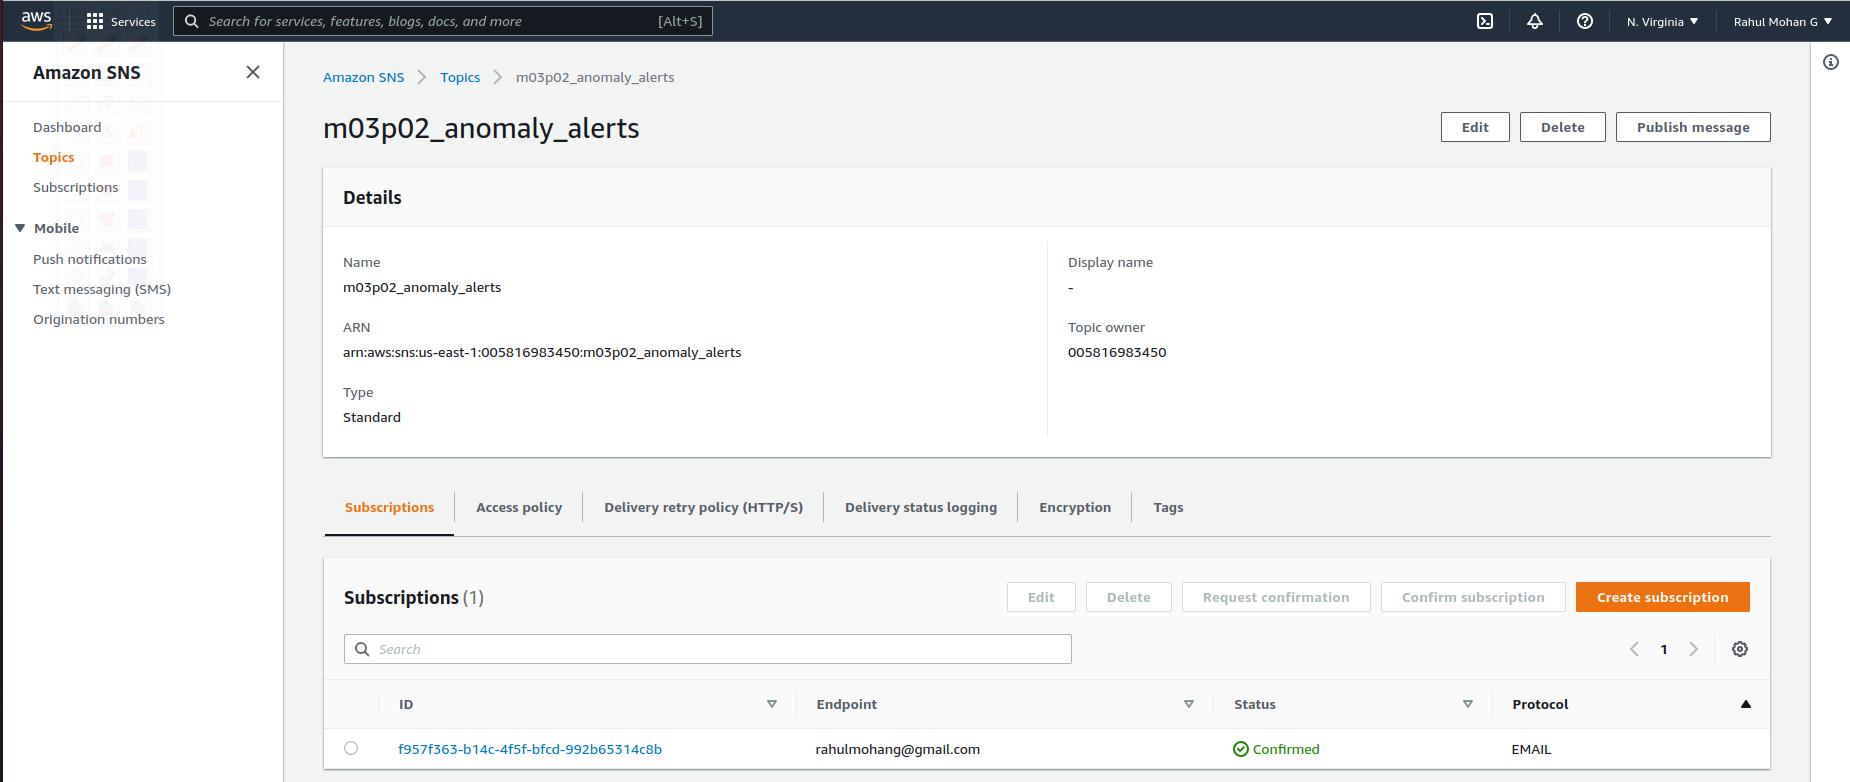 aws Services Search for services, features, blogs, docs, and more [Alt+S] N. Virginia Rahul Mohan G
Amazon SNS
Dashboard
Topics
Subscriptions
Mobile
Push notifications
Text messaging (SMS)
Origination numbers
Amazon SNS Topics m03p02_anomaly_alerts
m03p02_anomaly_alerts
Edit Delete Publish message
Details
Name
m03p02_anomaly_alerts
ARN
arn:aws:sns:us-east-1:005816983450:m03p02_anomaly_alerts
Type
Standard
Display name
-
Topic owner
005816983450
Subscriptions Access policy Delivery retry policy (HTTP/S) Delivery status logging Encryption Tags
Subscriptions (1)
Edit Delete Request confirmation Confirm subscription Create subscription
Search
1
ID Endpoint Status Protocol
f957f363-b14c-4f5f-bfcd-992b65314c8b rahulmohang@gmail.com Confirmed EMAIL